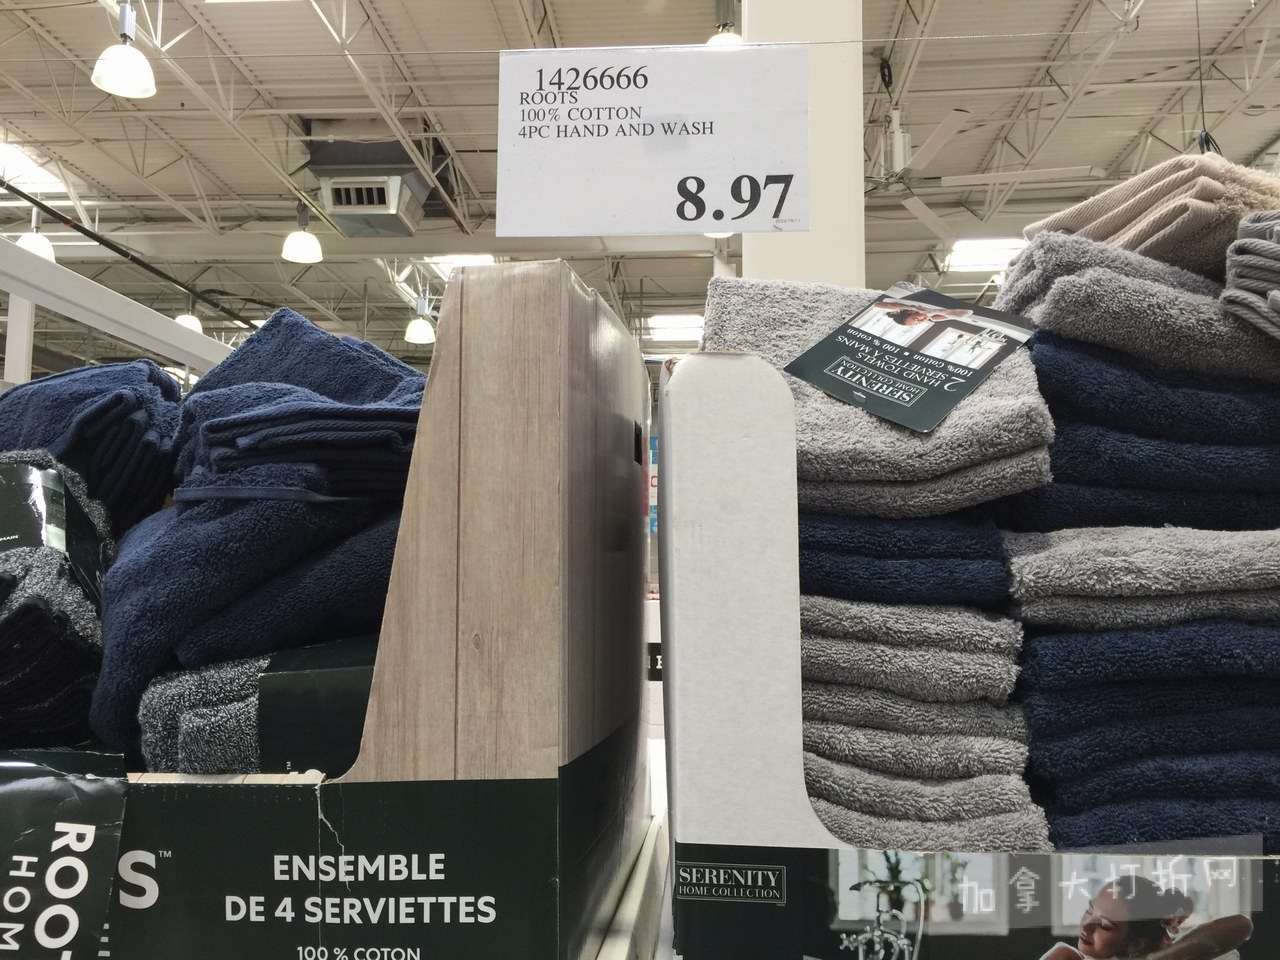 1426666
ROOTS
100% COTTON
4PC HAND AND WASH
8.97
SERENITY
HOME COLLECTION
2 HAND TOWELS
SERVIETTES À MAINS
100% Cotton • 100 % Coton
MAIN
ROO
HOM
S™
ENSEMBLE
DE 4 SERVIETTES
100 % COTON
SERENITY
HOME COLLECTION
加拿大打折网